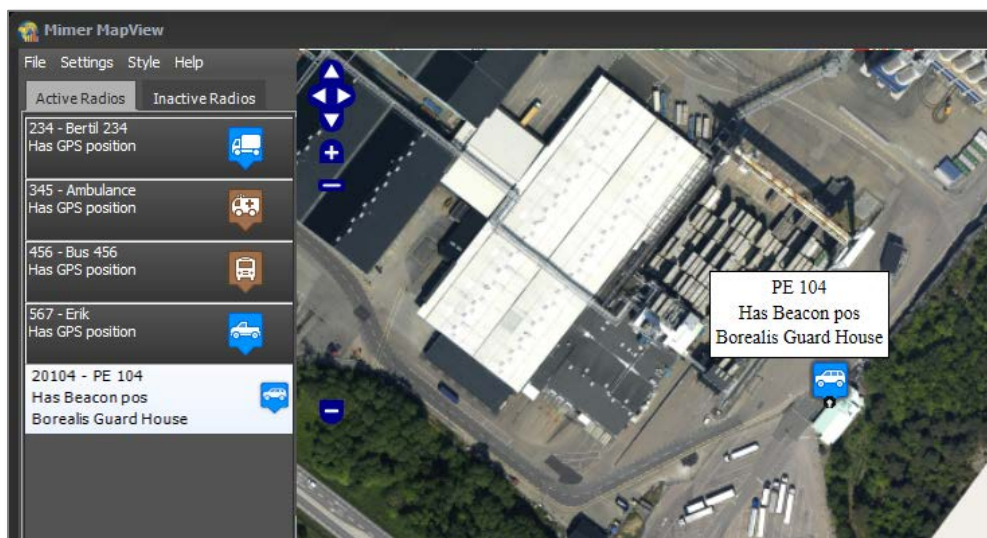 Mimer MapView
File Settings Style Help
Active Radios Inactive Radios
234 - Bertil 234
Has GPS position
345 - Ambulance
Has GPS position
456 - Bus 456
Has GPS position
567 - Erik
Has GPS position
20104 - PE 104
Has Beacon pos
Borealis Guard House
PE 104
Has Beacon pos
Borealis Guard House